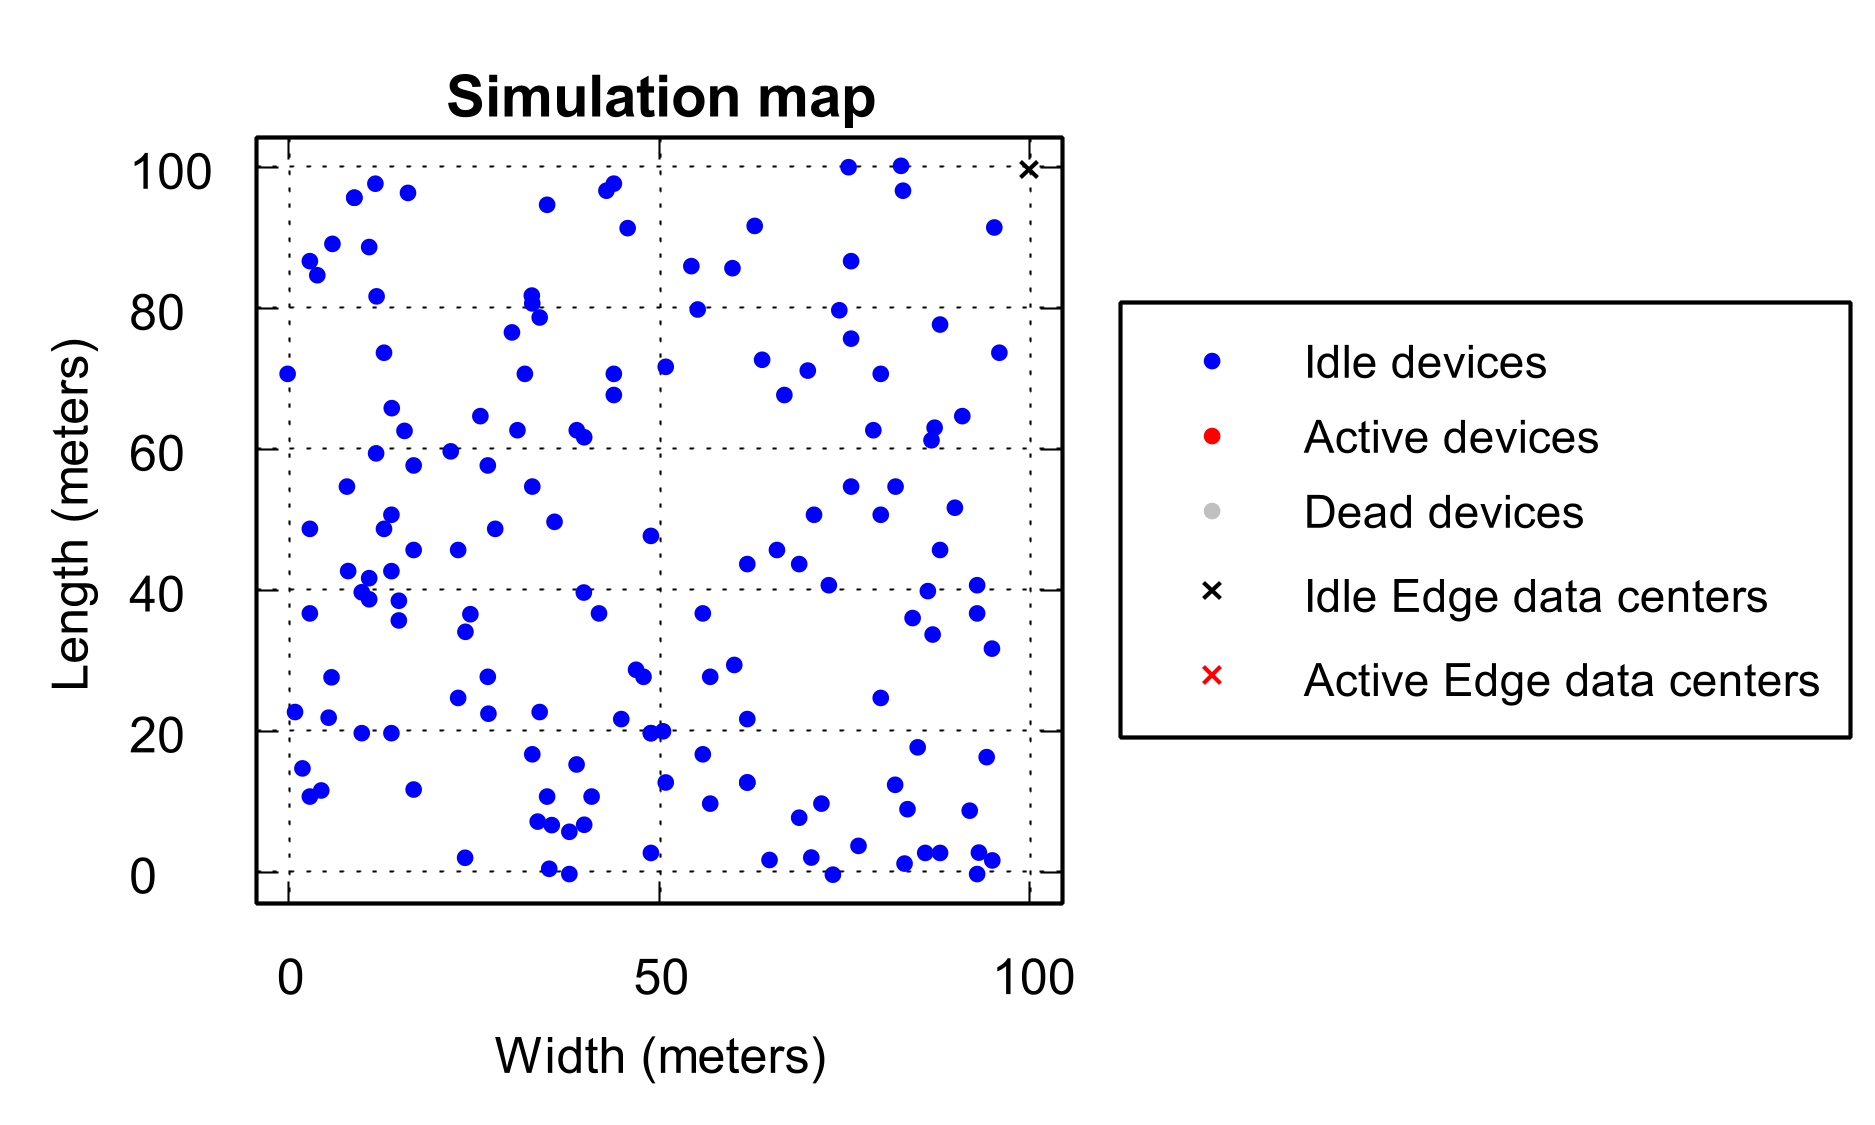 Simulation map
100
80
60
40
20
0
Length (meters)
0 50 100
Width (meters)
Idle devices
Active devices
Dead devices
Idle Edge data centers
Active Edge data centers